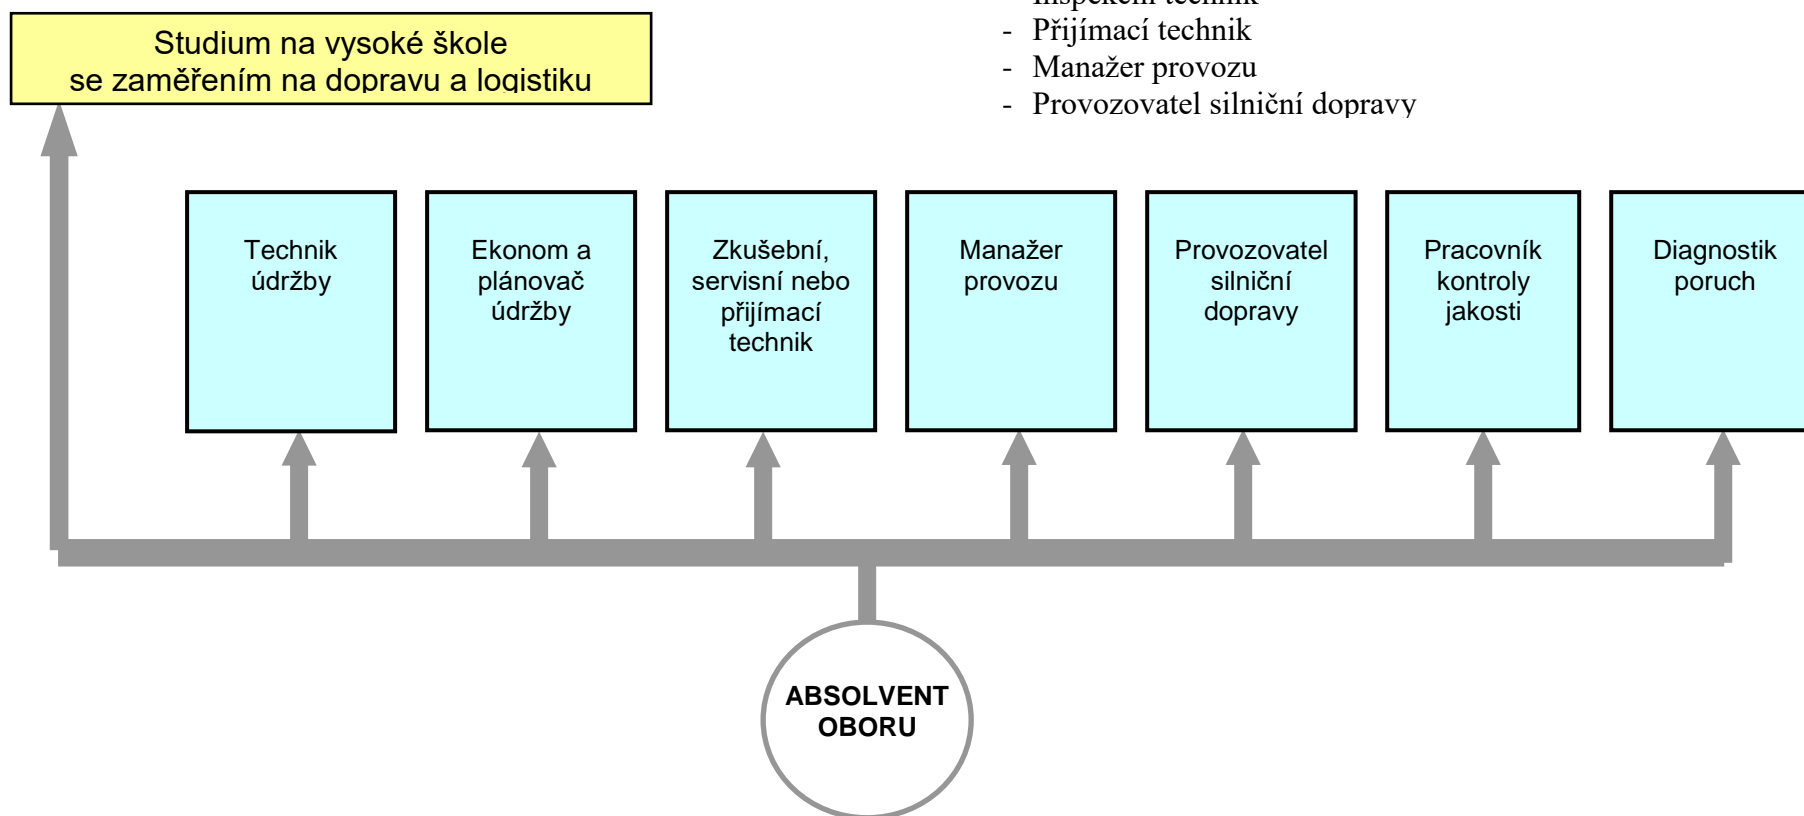 Inspekční technik
- Přijímací technik
- Manažer provozu
- Provozovatel silniční dopravy
Studium na vysoké škole
se zaměřením na dopravu a logistiku
Technik
údržby
Ekonom a
plánovač
údržby
Zkušební,
servisní nebo
přijímací
technik
Manažer
provozu
Provozovatel
silniční
dopravy
Pracovník
kontroly
jakosti
Diagnostik
poruch
ABSOLVENT
OBORU